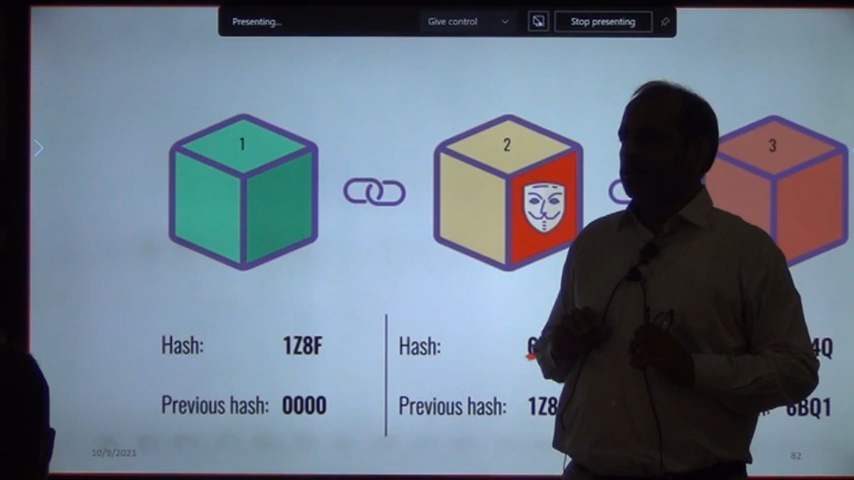 Presenting...
Give control
Stop presenting
1
2
3
Hash: 1Z8F
Hash:
4Q
Previous hash: 0000
Previous hash: 1Z8
6BQ1
10/9/2021
82